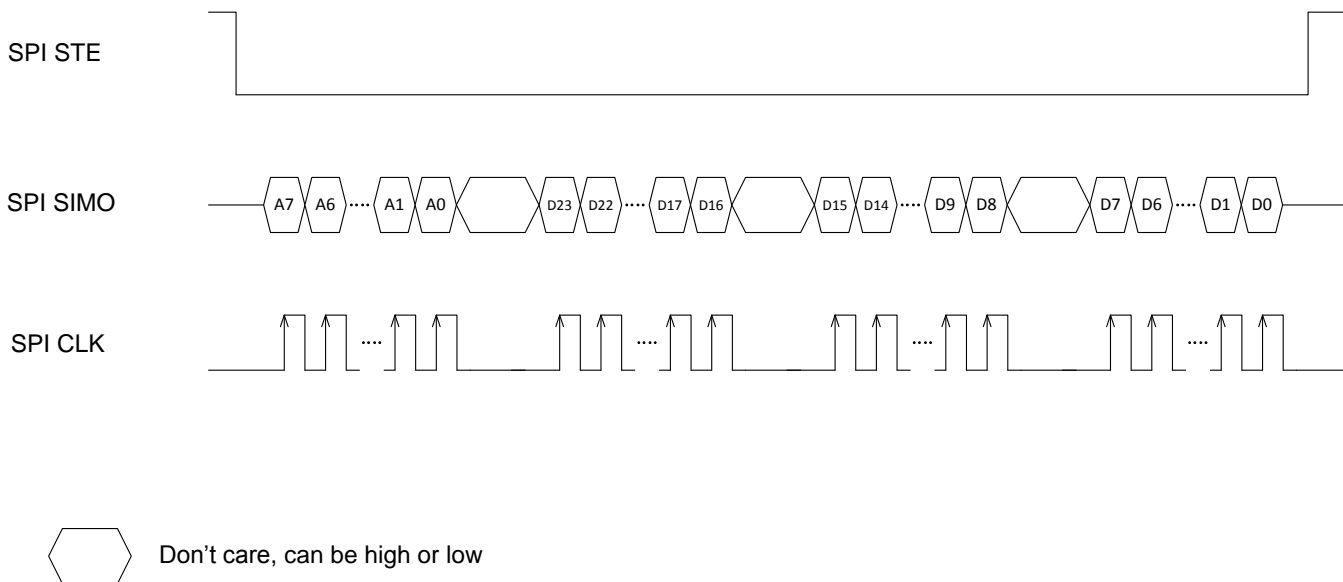 SPI STE
SPI SIMO
A7 A6 .... A1 A0 D23 D22 .... D17 D16 D15 D14 .... D9 D8 D7 D6 .... D1 D0
SPI CLK
.... .... .... ....
Don't care, can be high or low